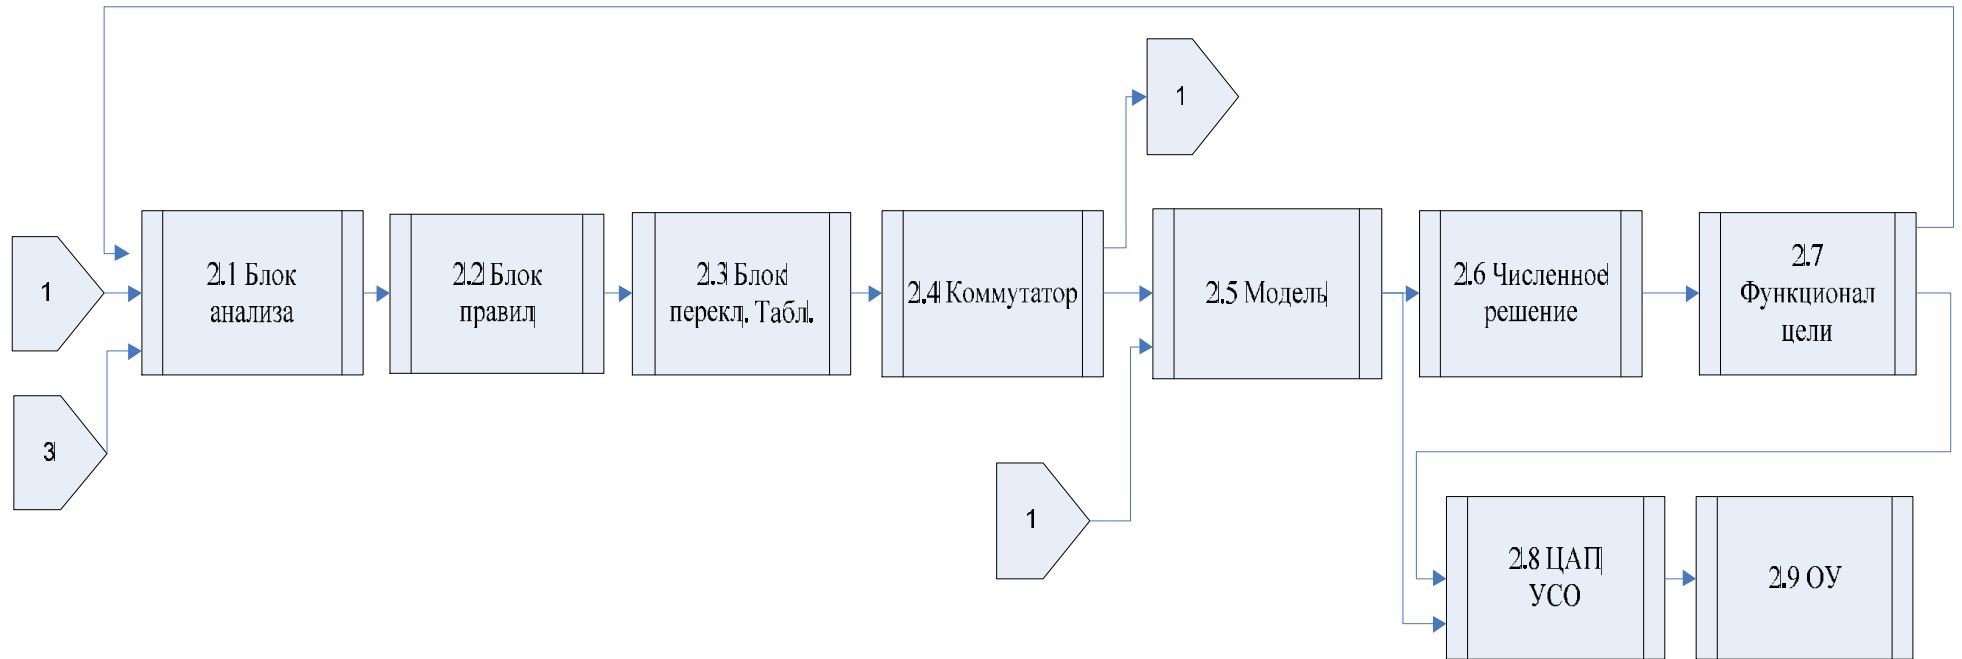 1
1
2.1 Блок
анализа
2.2 Блок
правил
2.3 Блок
перекл. Табл.
2.4 Коммутатор
2.5 Модель
2.6 Численное
решение
2.7
Функционал
цели
3
1
2.8 ЦАП
УСО
2.9 ОУ